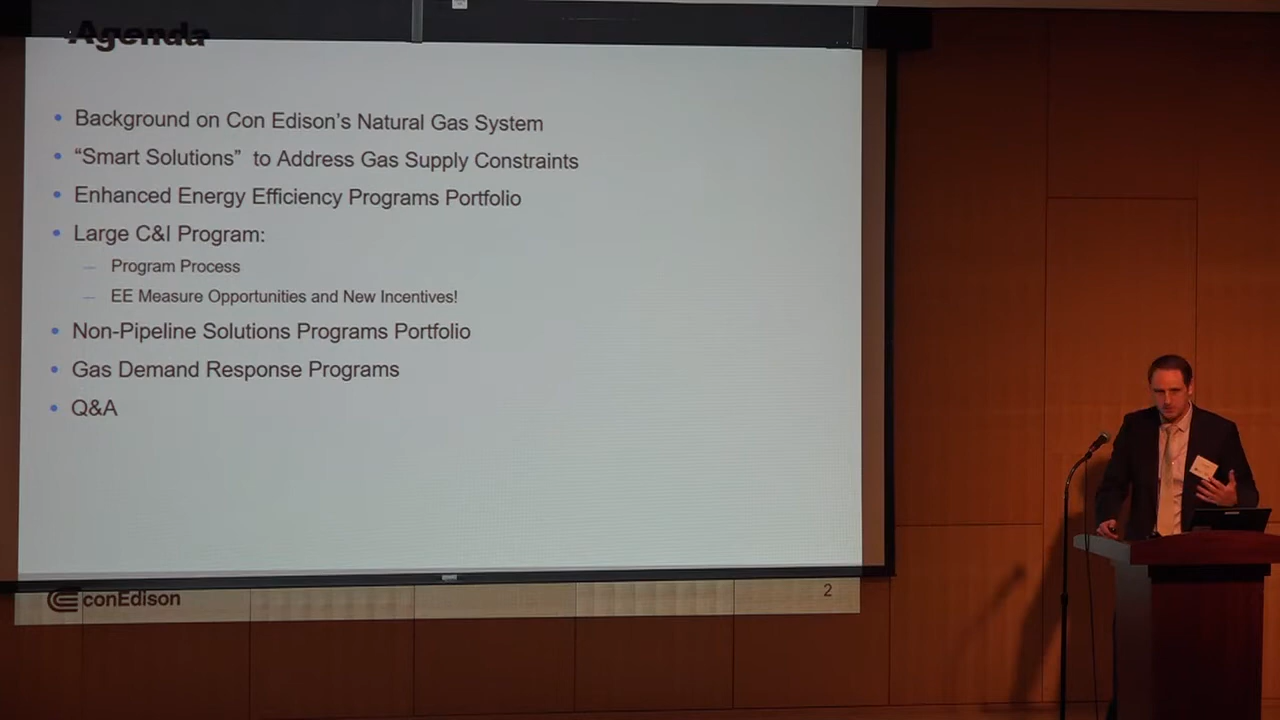 Agenda
• Background on Con Edison's Natural Gas System
• “Smart Solutions”  to Address Gas Supply Constraints
• Enhanced Energy Efficiency Programs Portfolio
• Large C&I Program:
– Program Process
– EE Measure Opportunities and New Incentives!
• Non-Pipeline Solutions Programs Portfolio
• Gas Demand Response Programs
• Q&A
conEdison
2